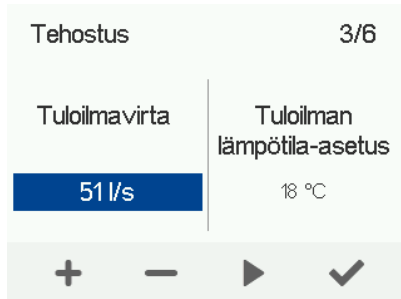 Tehostus 3/6
Tuloilmavirta
51 l/s
Tuloilman
lämpötila-asetus
18 °C